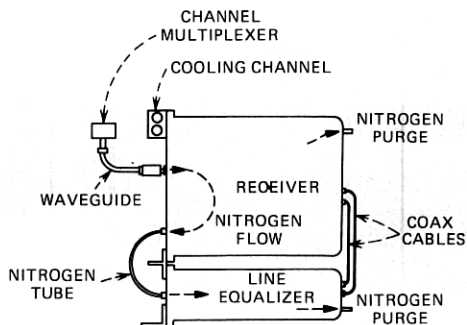 CHANNEL
MULTIPLEXER
COOLING CHANNEL
NITROGEN
PURGE
WAVEGUIDE
RECEIVER
NITROGEN
FLOW
COAX
CABLES
NITROGEN
TUBE
LINE
EQUALIZER
NITROGEN
PURGE